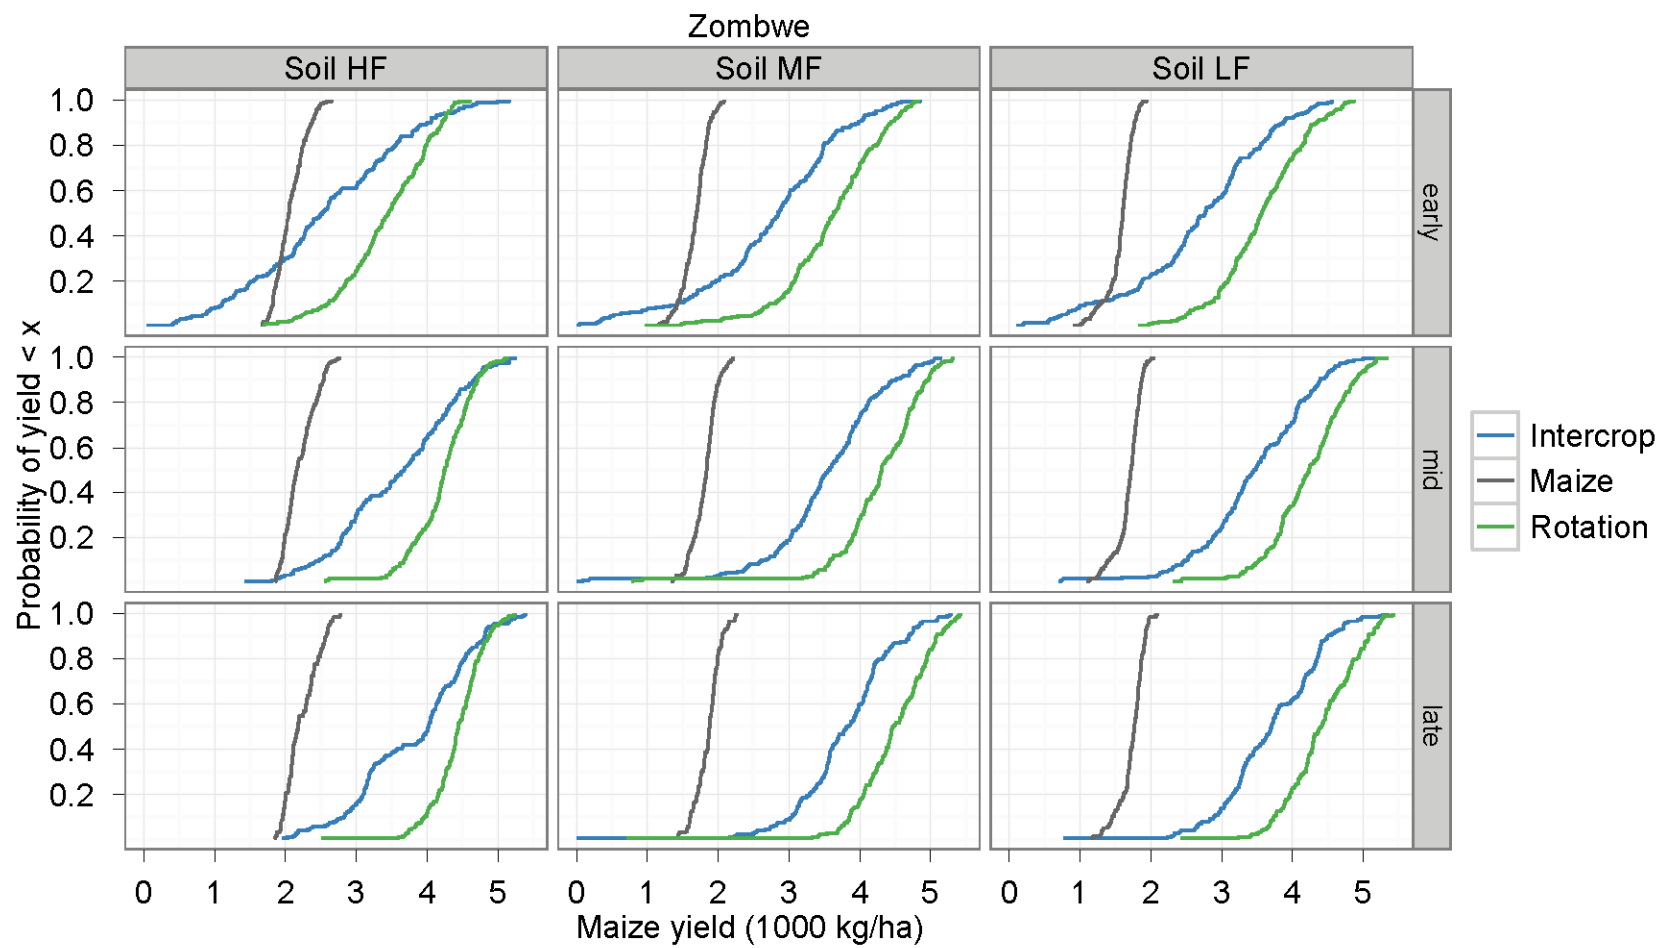 Zombwe
Soil HF Soil MF Soil LF
1.0
0.8
0.6
0.4
0.2
early
1.0
0.8
0.6
0.4
0.2
mid
1.0
0.8
0.6
0.4
0.2
late
Probability of yield < x
0 1 2 3 4 5 0 1 2 3 4 5 0 1 2 3 4 5
Maize yield (1000 kg/ha)
Intercrop
Maize
Rotation